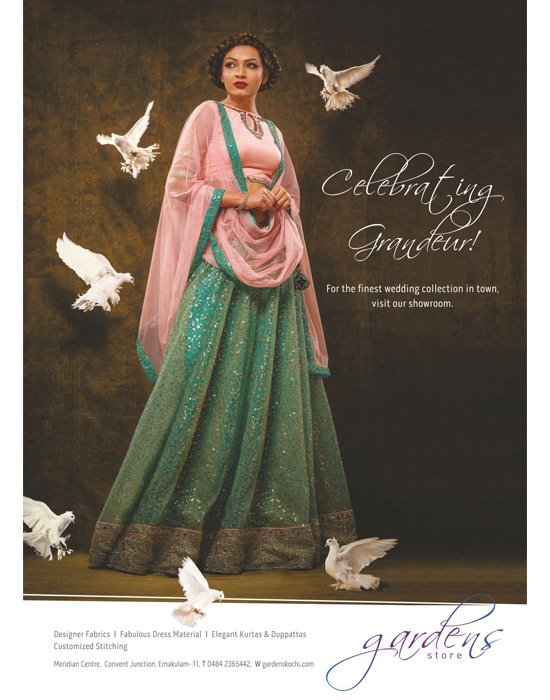 Celebrating
Grandeur!
For the finest wedding collection in town,
visit our showroom.
Designer Fabrics I Fabulous Dress Material I Elegant Kurtas & Duppattas
Customized Stitching
Meridian Centre, Convent Junction, Ernakulam- 11. T 0484 2365442, W gardenskochi.com
gardens
store